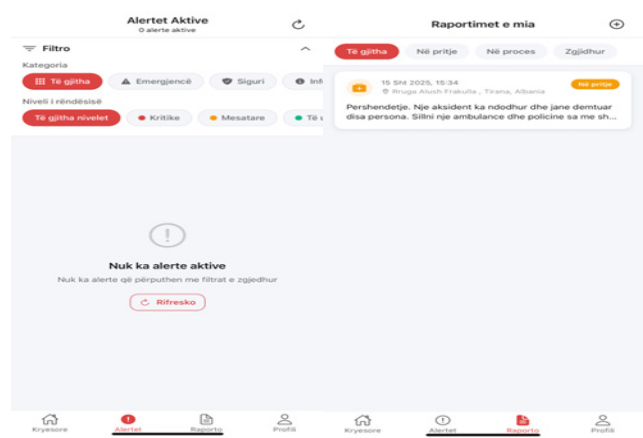 Alertet Aktive
0 alerte aktive
Filtro
Kategoria
Të gjitha
Emergjencë
Siguri
Inf
Niveli i rëndësisë
Të gjitha nivelet
Kritike
Mesatare
Të u
Nuk ka alerte aktive
Nuk ka alerte që përputhen me filtrat e zgjedhur
Rifresko
Kryesore
Alertet
Raporto
Profili
Raportimet e mia
Të gjitha
Në pritje
Në proces
Zgjidhur
15 Sht 2025, 15:34
Në pritje
Rruga Alush Frakulla , Tirana, Albania
Pershendetje. Nje aksident ka ndodhur dhe jane demtuar
disa persona. Sillni nje ambulance dhe policine sa me sh...
Kryesore
Alertet
Raporto
Profili